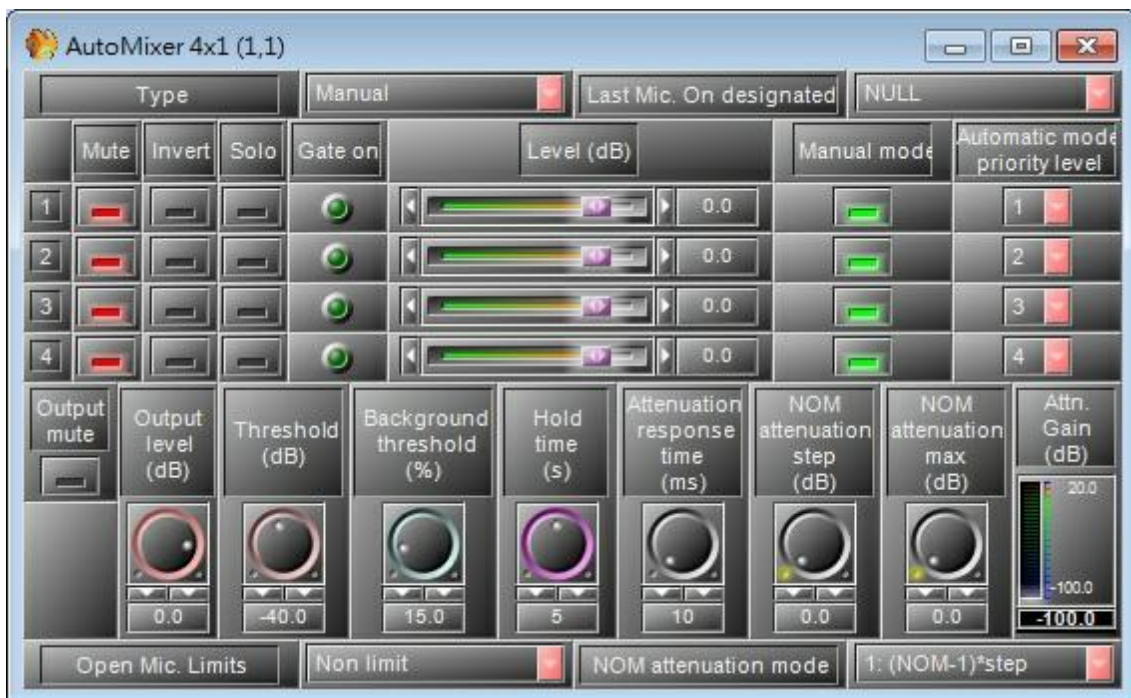 AutoMixer 4x1 (1,1)
Type Manual Last Mic. On designated NULL
Mute Invert Solo Gate on Level (dB) Manual mode Automatic mode
priority level
1 0.0 1
2 0.0 2
3 0.0 3
4 0.0 4
Output
mute
Output
level
(dB)
Threshold
(dB)
Background
threshold
(%)
Hold
time
(s)
Attenuation
response
time
(ms)
NOM
attenuation
step
(dB)
NOM
attenuation
max
(dB)
Attn.
Gain
(dB)
20.0
-100.0
0.0 -40.0 15.0 5 10 0.0 0.0 -100.0
Open Mic. Limits Non limit NOM attenuation mode 1: (NOM-1)*step